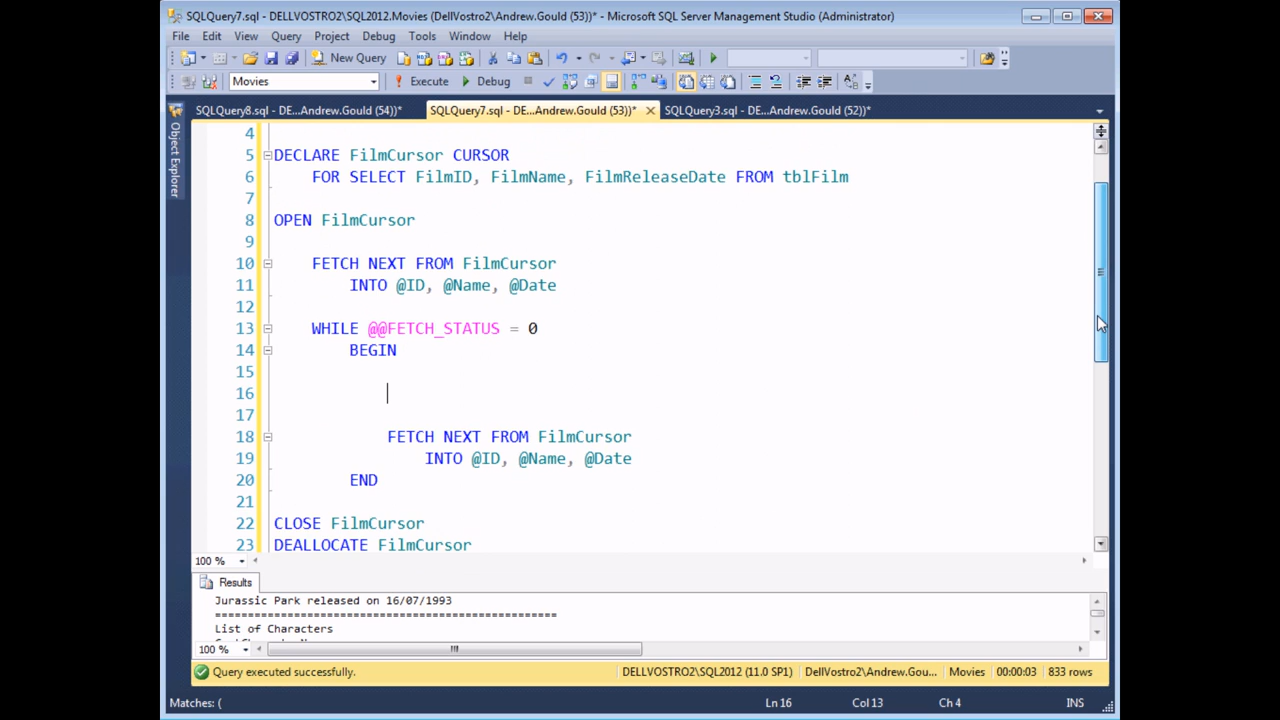 SQLQuery7.sql - DELLVOSTRO2\SQL2012.Movies (DellVostro2\Andrew.Gould (53))* - Microsoft SQL Server Management Studio (Administrator)
File Edit View Query Project Debug Tools Window Help
New Query
Movies Execute Debug
SQLQuery8.sql - DE...Andrew.Gould (54))* SQLQuery7.sql - DE...Andrew.Gould (53))* SQLQuery3.sql - DE...Andrew.Gould (52))*
Object Explorer
4
5 DECLARE FilmCursor CURSOR
6 FOR SELECT FilmID, FilmName, FilmReleaseDate FROM tblFilm
7
8 OPEN FilmCursor
9
10 FETCH NEXT FROM FilmCursor
11 INTO @ID, @Name, @Date
12
13 WHILE @@FETCH_STATUS = 0
14 BEGIN
15
16
17
18 FETCH NEXT FROM FilmCursor
19 INTO @ID, @Name, @Date
20 END
21
22 CLOSE FilmCursor
23 DEALLOCATE FilmCursor
100 %
Results
Jurassic Park released on 16/07/1993
====================================================
List of Characters
100 %
Query executed successfully. DELLVOSTRO2\SQL2012 (11.0 SP1) DellVostro2\Andrew.Gou... Movies 00:00:03 833 rows
Matches: ( Ln 16 Col 13 Ch 4 INS